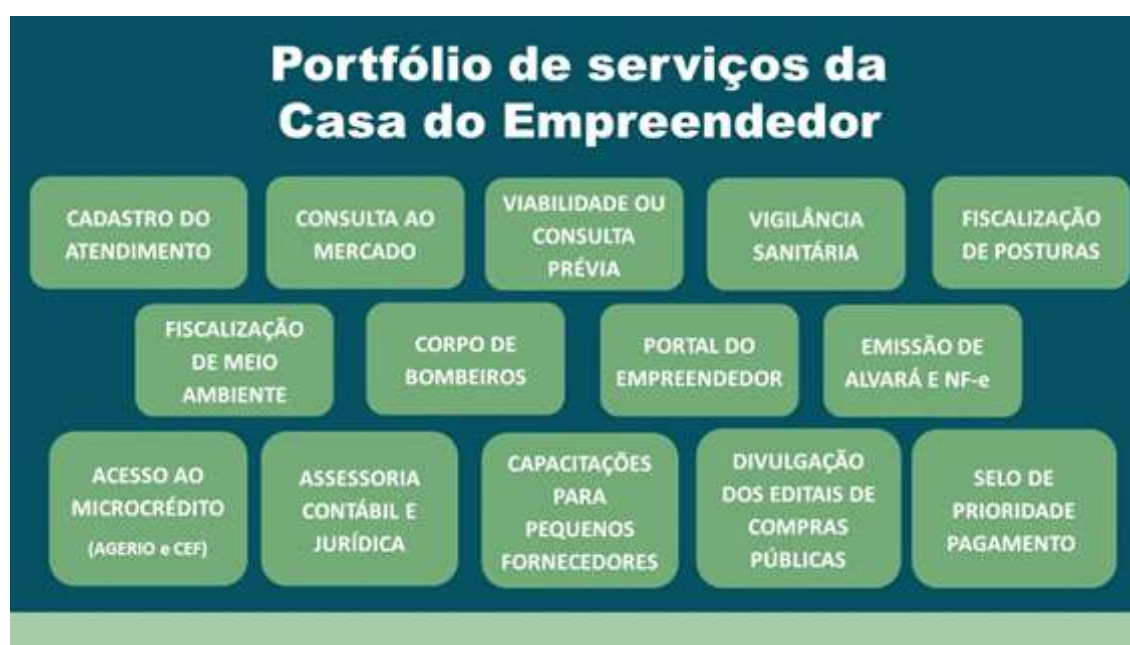 Portfólio de serviços da
Casa do Empreendedor
CADASTRO DO
ATENDIMENTO
CONSULTA AO
MERCADO
VIABILIDADE OU
CONSULTA
PRÉVIA
VIGILÂNCIA
SANITÁRIA
FISCALIZAÇÃO
DE POSTURAS
FISCALIZAÇÃO
DE MEIO
AMBIENTE
CORPO DE
BOMBEIROS
PORTAL DO
EMPREENDEDOR
EMISSÃO DE
ALVARÁ E NF-e
ACESSO AO
MICROCRÉDITO
(AGERIO e CEF)
ASSESSORIA
CONTÁBIL E
JURÍDICA
CAPACITAÇÕES
PARA
PEQUENOS
FORNECEDORES
DIVULGAÇÃO
DOS EDITAIS DE
COMPRAS
PÚBLICAS
SELO DE
PRIORIDADE
PAGAMENTO